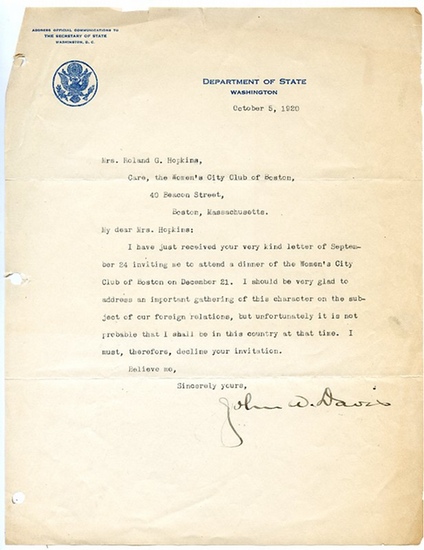 ADDRESS OFFICIAL COMMUNICATIONS TO
THE SECRETARY OF STATE
WASHINGTON, D. C.
DEPARTMENT OF STATE
WASHINGTON
October 5, 1920
Mrs. Roland G. Hopkins,
Care, the Women's City Club of Boston,
40 Beacon Street,
Boston, Massachusetts.
My dear Mrs. Hopkins:
I have just received your very kind letter of Septem-
ber 24 inviting me to attend a dinner of the Women's City
Club of Boston on December 21. I should be very glad to
address an important gathering of this character on the sub-
ject of our foreign relations, but unfortunately it is not
probable that I shall be in this country at that time. I
must, therefore, decline your invitation.
Believe me,
Sincerely yours,
John W. Davis